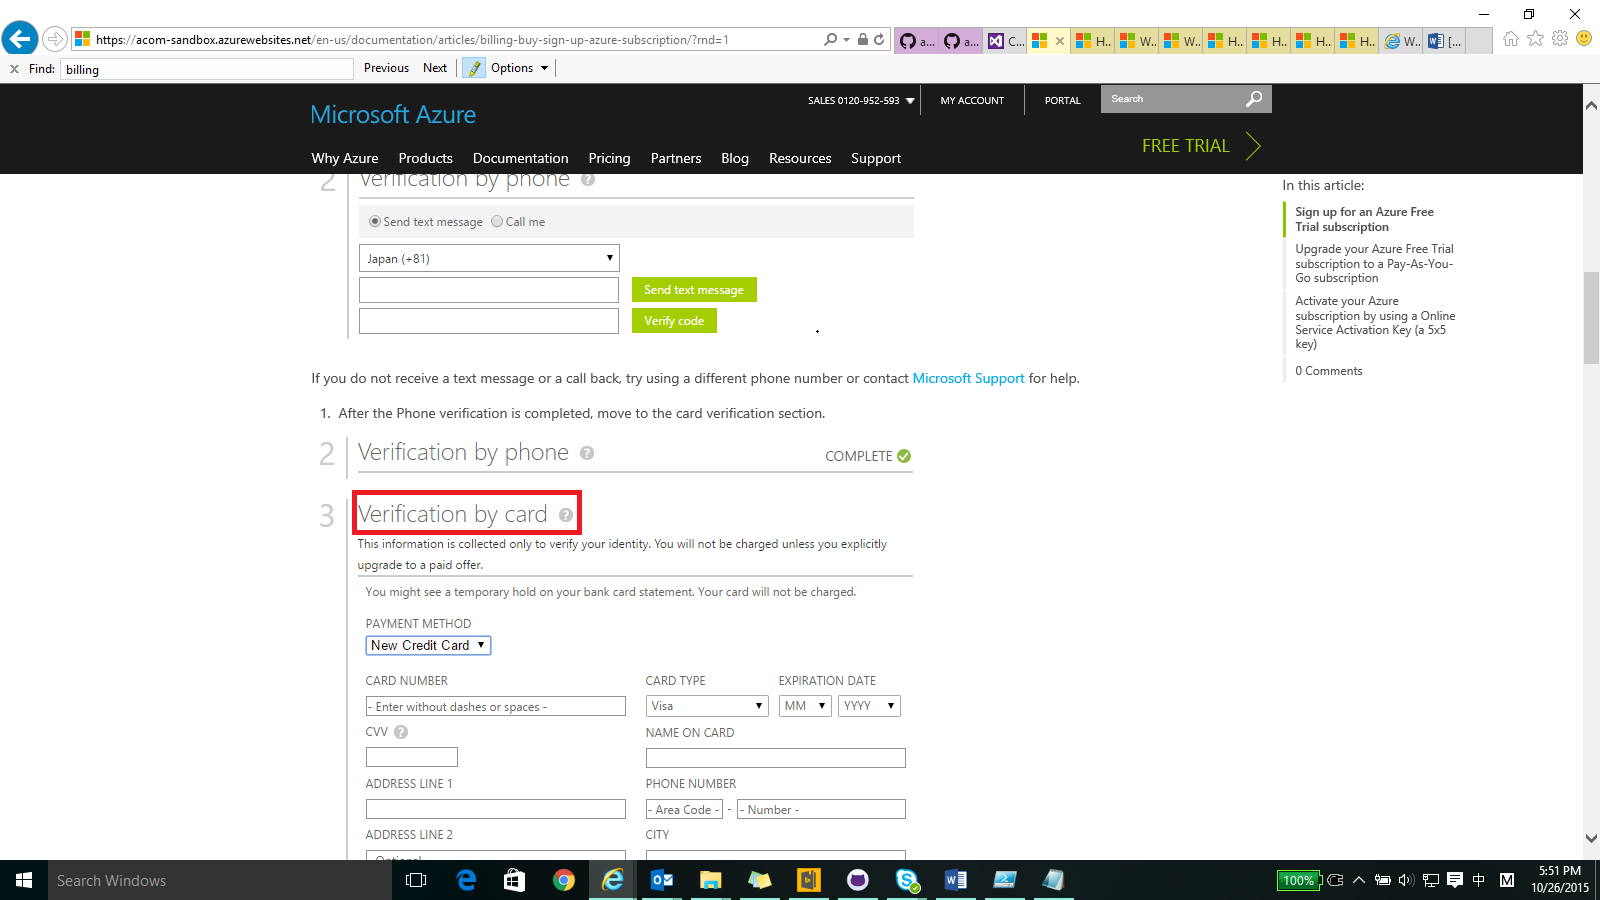 https://acom-sandbox.azurewebsites.net/en-us/documentation/articles/billing-buy-sign-up-azure-subscription/?rnd=1
a... a... C... H.. W.. W.. H.. H.. H.. H.. W.. [...
Find: billing Previous Next Options
SALES 0120-952-593 MY ACCOUNT PORTAL Search
Microsoft Azure
FREE TRIAL
Why Azure Products Documentation Pricing Partners Blog Resources Support
2 Verification by phone ?
Send text message Call me
Japan (+81)
Send text message
Verify code
If you do not receive a text message or a call back, try using a different phone number or contact Microsoft Support for help.
1. After the Phone verification is completed, move to the card verification section.
2 Verification by phone ? COMPLETE
3 Verification by card ?
This information is collected only to verify your identity. You will not be charged unless you explicitly
upgrade to a paid offer.
You might see a temporary hold on your bank card statement. Your card will not be charged.
PAYMENT METHOD
New Credit Card
CARD NUMBER CARD TYPE EXPIRATION DATE
- Enter without dashes or spaces - Visa MM YYYY
CVV ? NAME ON CARD
ADDRESS LINE 1 PHONE NUMBER
- Area Code - - - Number -
ADDRESS LINE 2 CITY
- Optional -
In this article:
Sign up for an Azure Free
Trial subscription
Upgrade your Azure Free Trial
subscription to a Pay-As-You-
Go subscription
Activate your Azure
subscription by using a Online
Service Activation Key (a 5x5
key)
0 Comments
Search Windows
100% 中 M 5:51 PM
10/26/2015